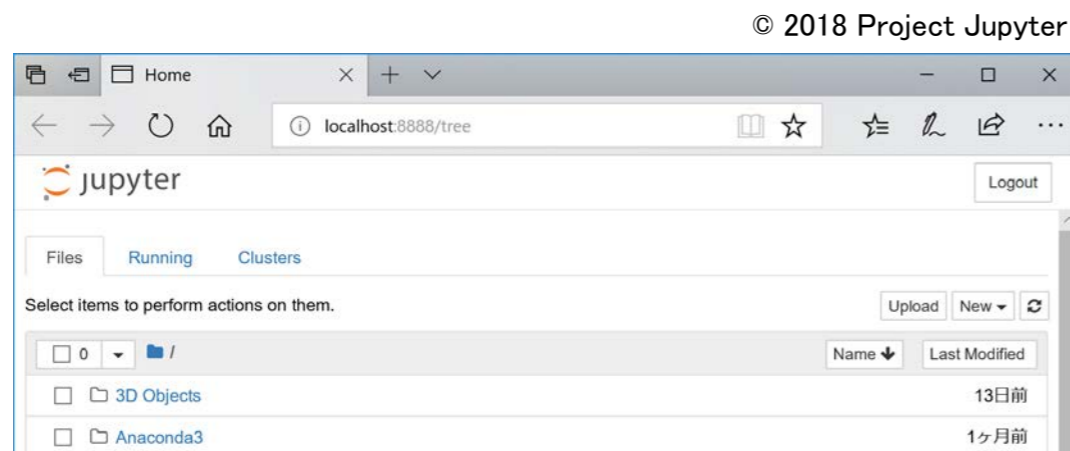 © 2018 Project Jupyter
Home
localhost:8888/tree
jupyter
Logout
Files Running Clusters
Select items to perform actions on them.
Upload New
0 / Name Last Modified
3D Objects 13日前
Anaconda3 1ヶ月前